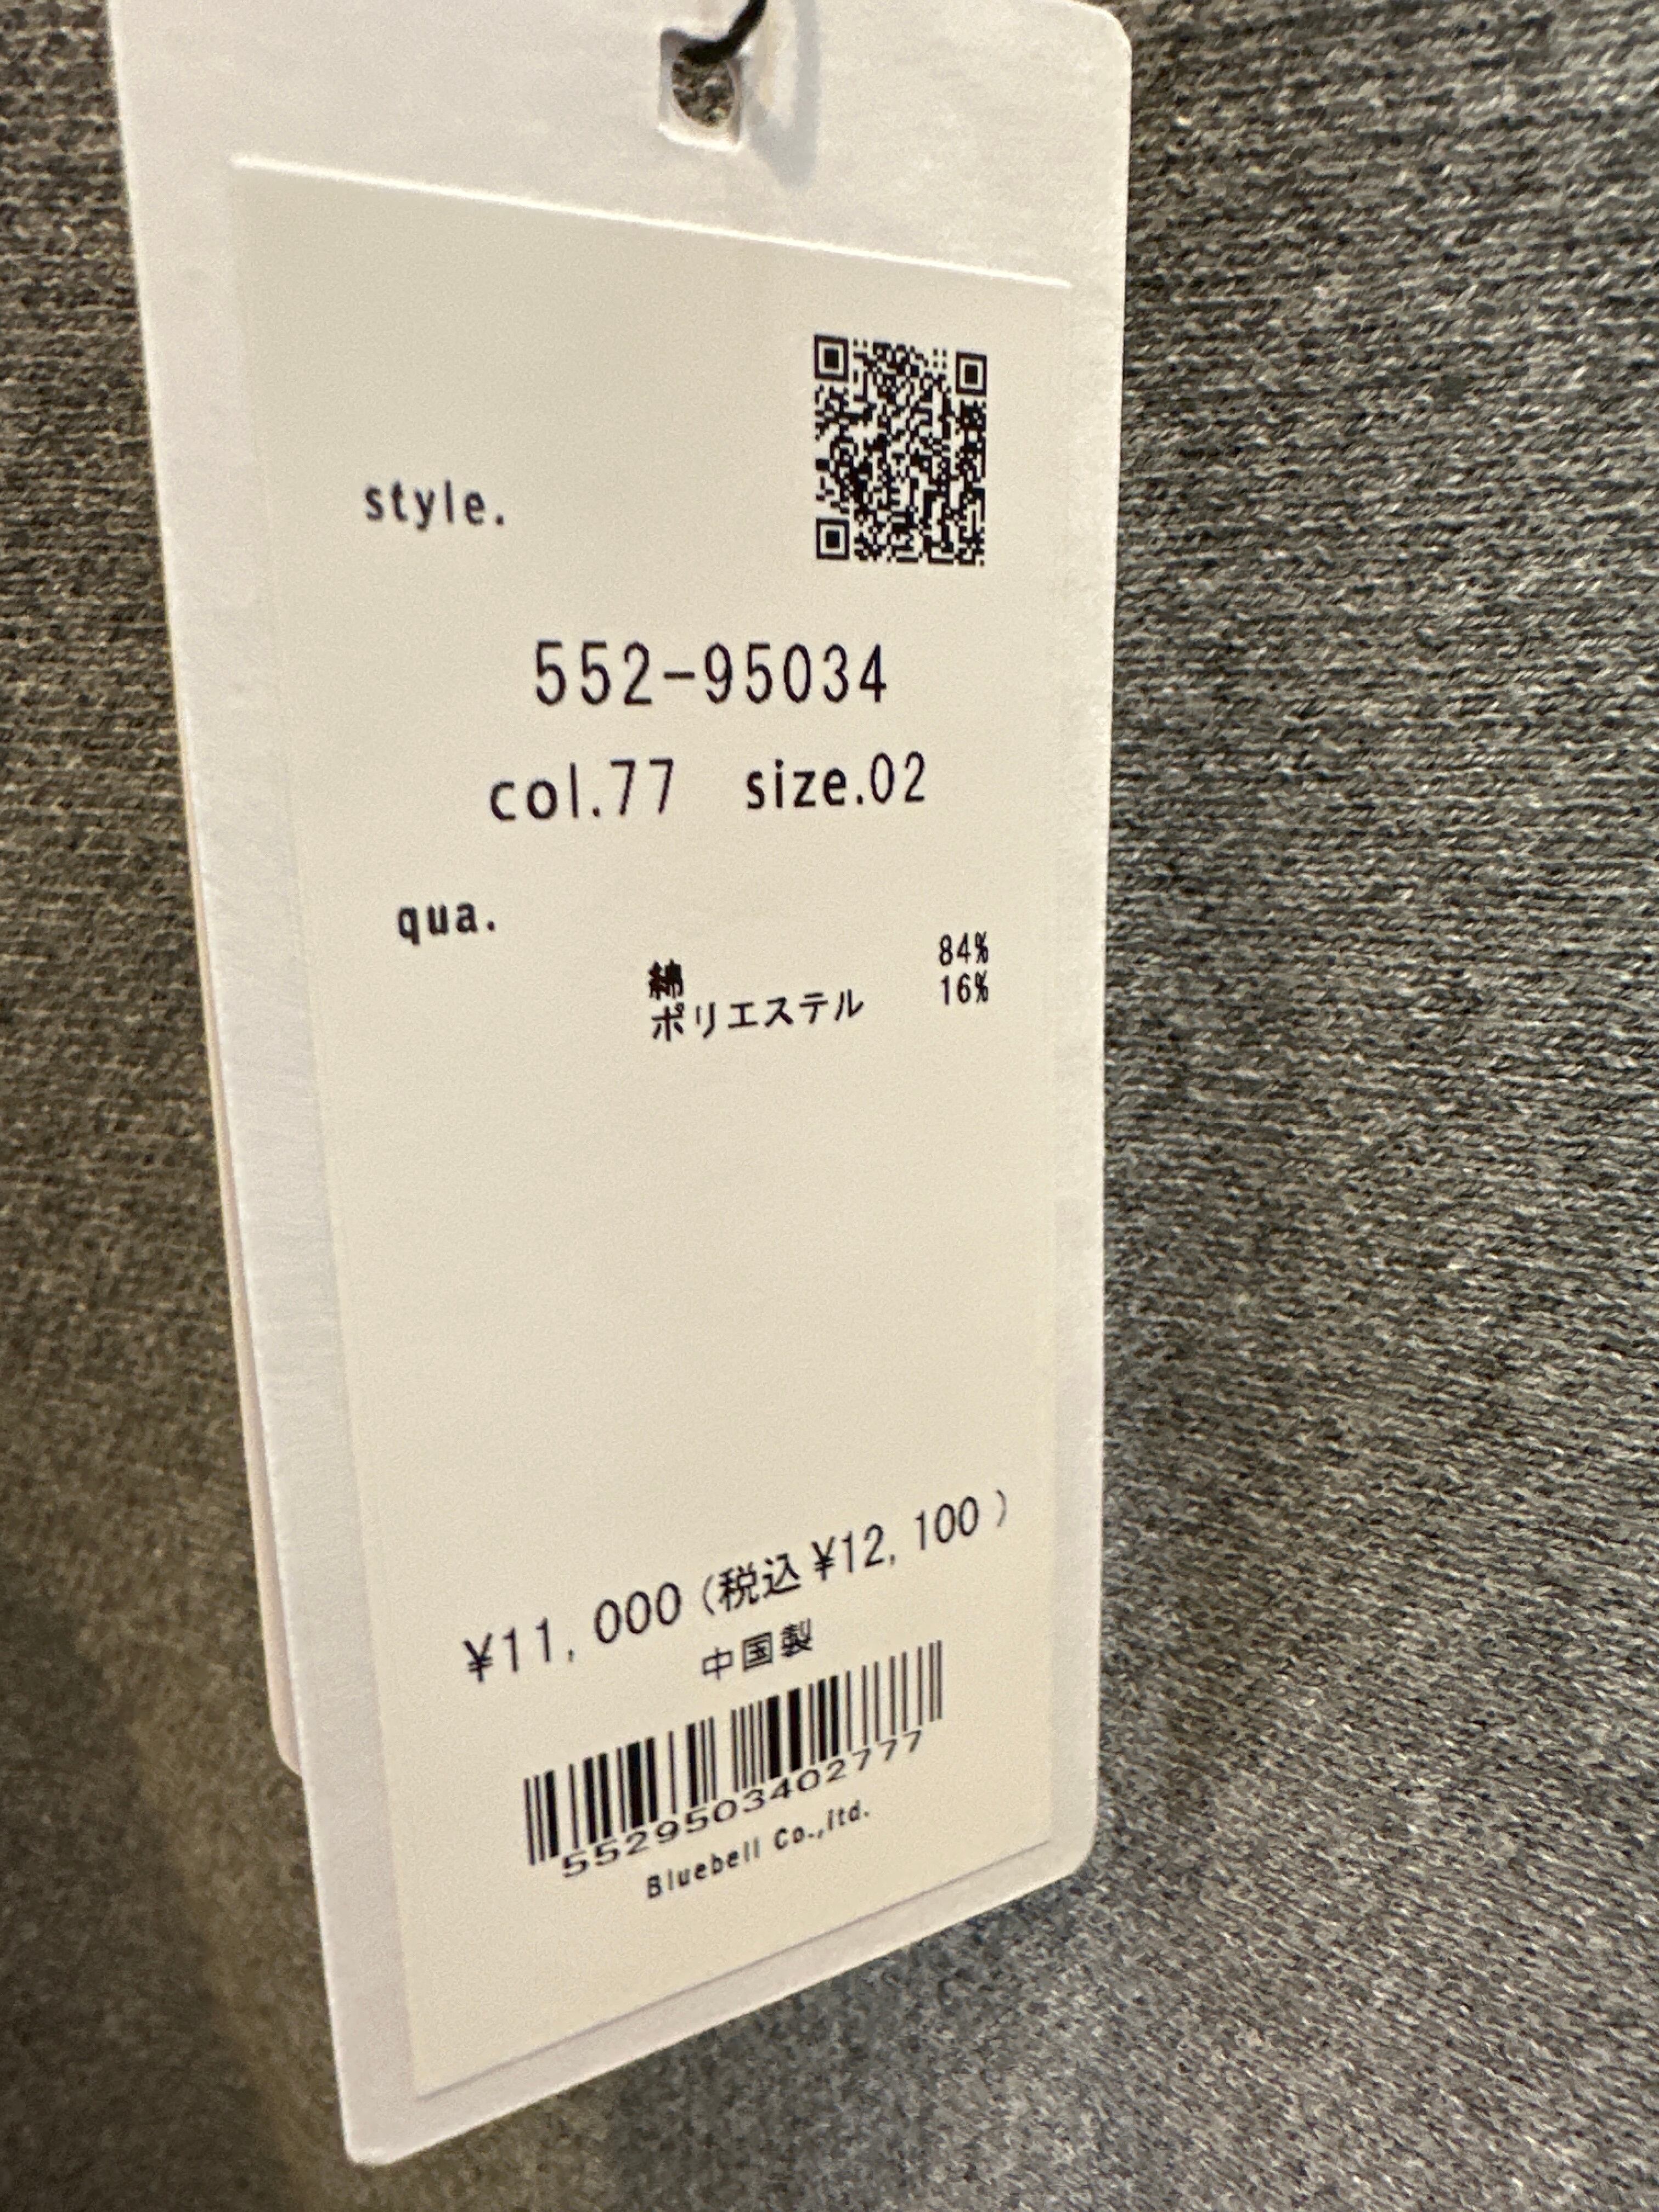 style.
552-95034
col.77 size.02
qua.
綿 84%
ポリエステル 16%
¥11,000(税込¥12,100)
中国製
5529503402777
Bluebell Co.,ltd.